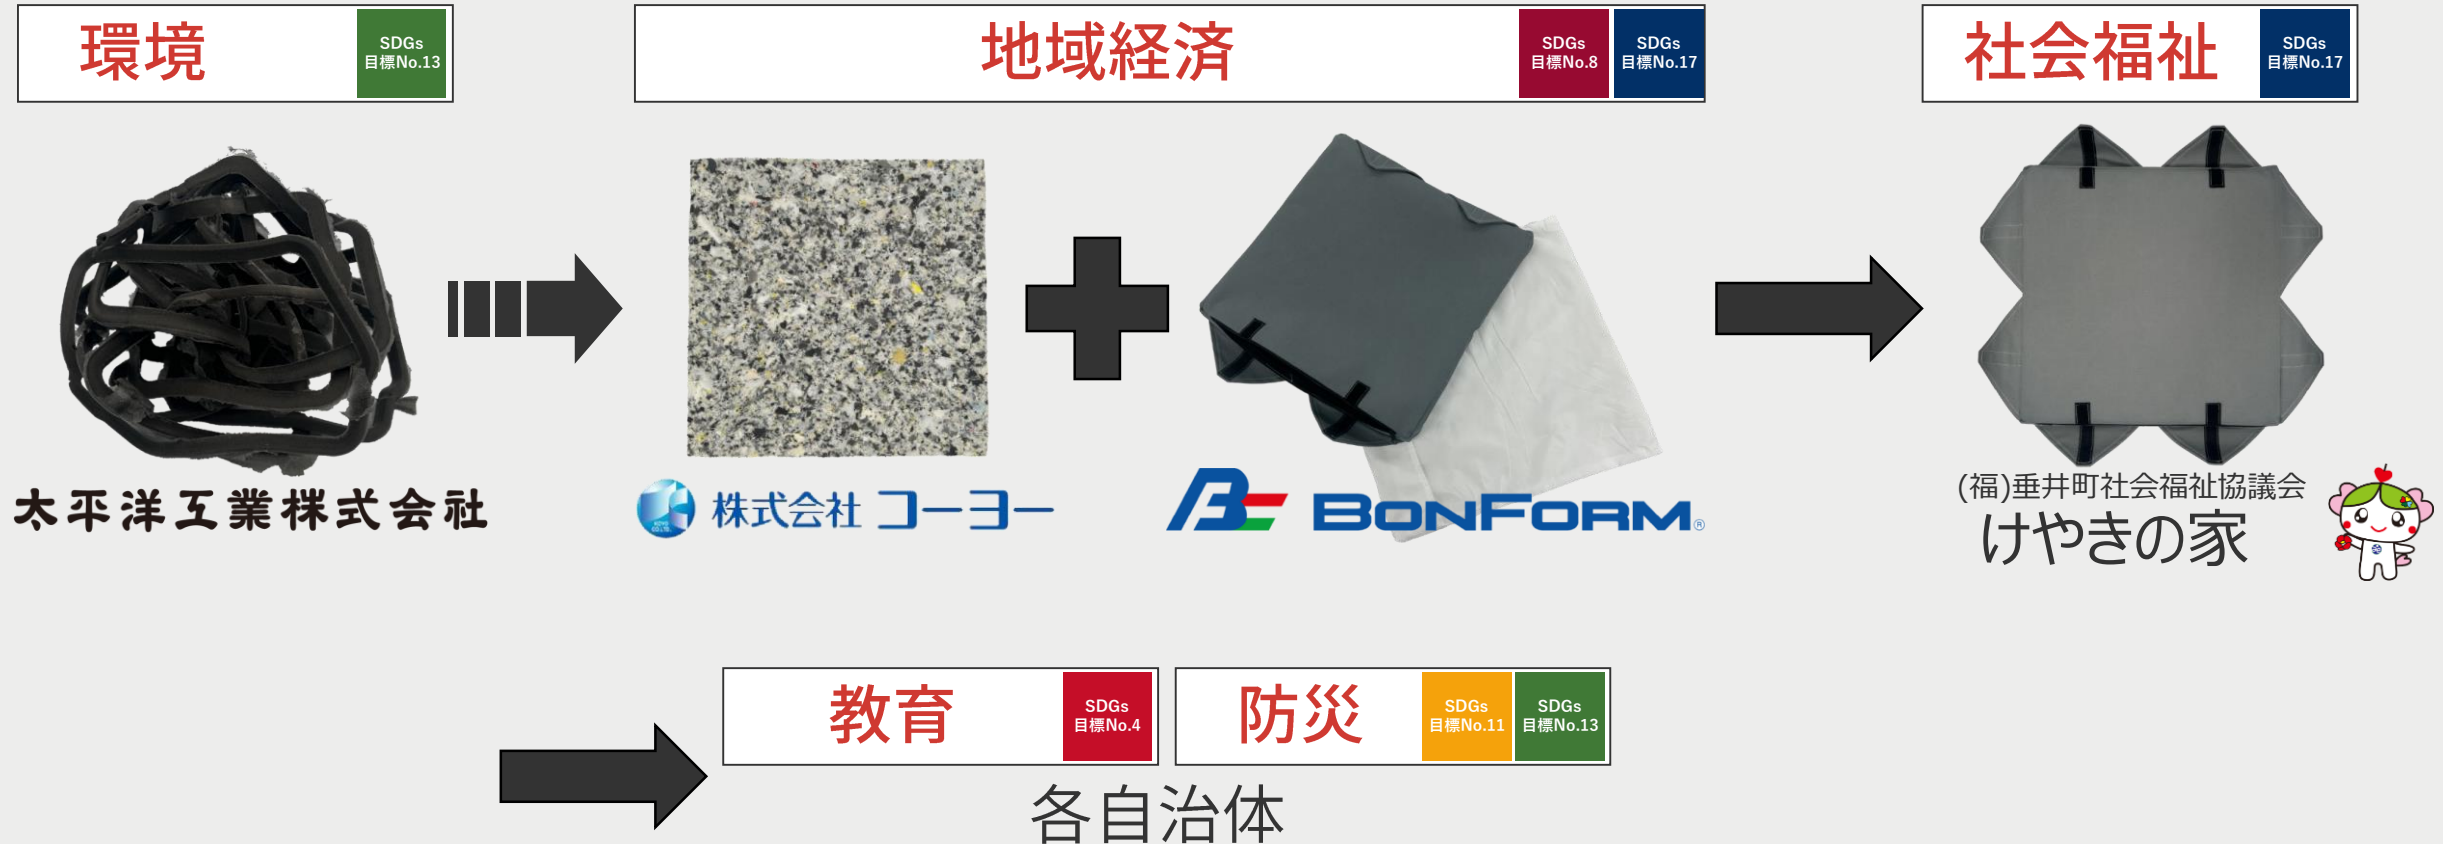 環境
SDGs
目標No.13
地域経済
SDGs
目標No.8
SDGs
目標No.17
社会福祉
SDGs
目標No.17
太平洋工業株式会社
株式会社 コーヨー
BONFORM®
(福)垂井町社会福祉協議会
けやきの家
教育
SDGs
目標No.4
防災
SDGs
目標No.11
SDGs
目標No.13
各自治体